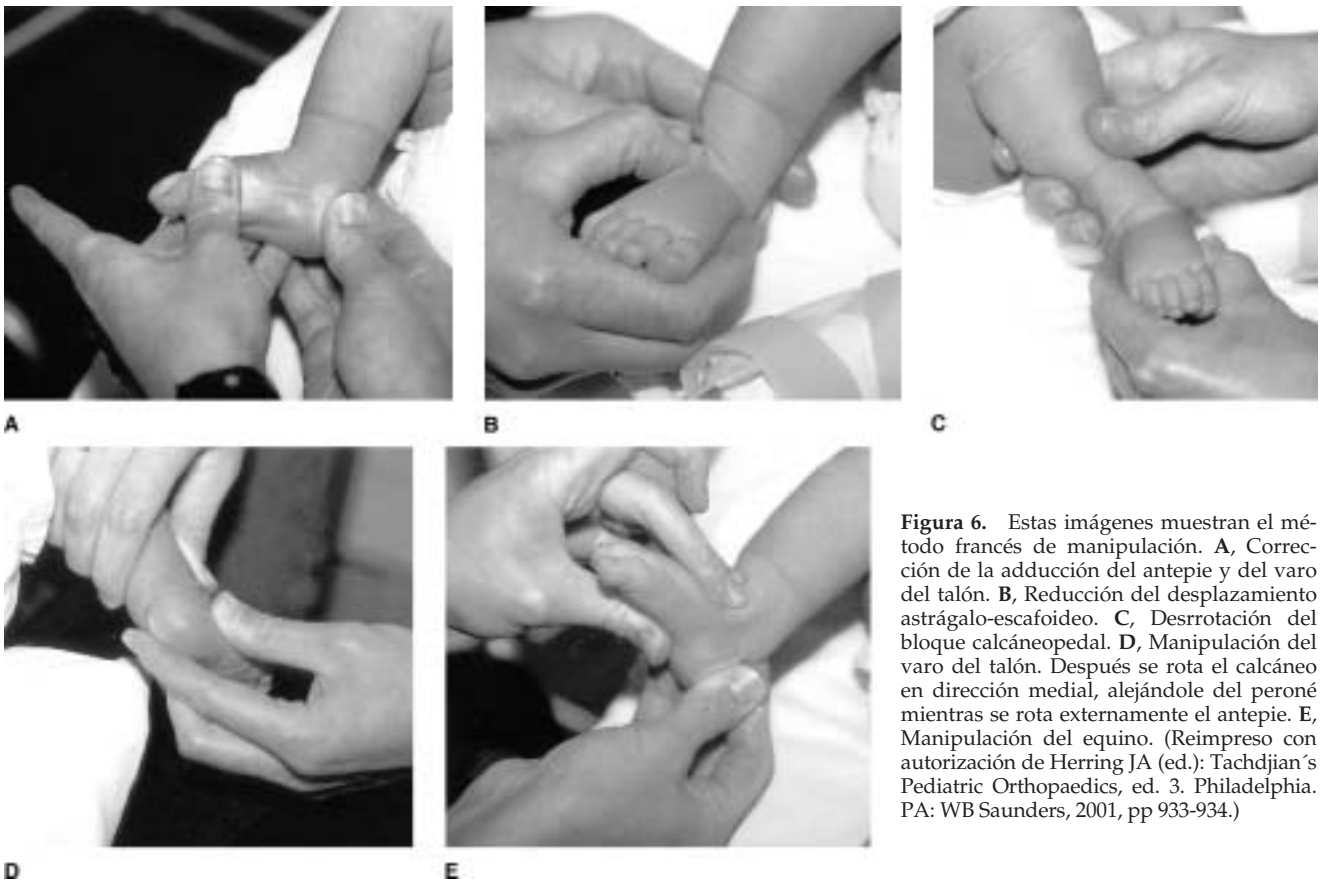 A
B
C
D
E
Figura 6. Estas imágenes muestran el mé-
todo francés de manipulación. A, Correc-
ción de la adducción del antepie y del varo
del talón. B, Reducción del desplazamiento
astrágalo-escafoideo. C, Desrrotación del
bloque calcáneopedal. D, Manipulación del
varo del talón. Después se rota el calcáneo
en dirección medial, alejándole del peroné
mientras se rota externamente el antepie. E,
Manipulación del equino. (Reimpreso con
autorización de Herring JA (ed.): Tachdjian´s
Pediatric Orthopaedics, ed. 3. Philadelphia.
PA: WB Saunders, 2001, pp 933-934.)